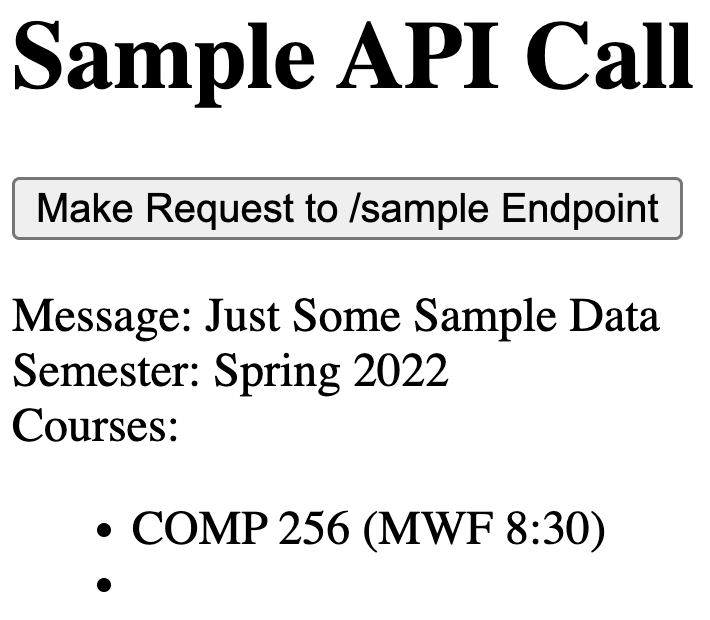 Sample API Call
Make Request to /sample Endpoint
Message: Just Some Sample Data
Semester: Spring 2022
Courses:
• COMP 256 (MWF 8:30)
•